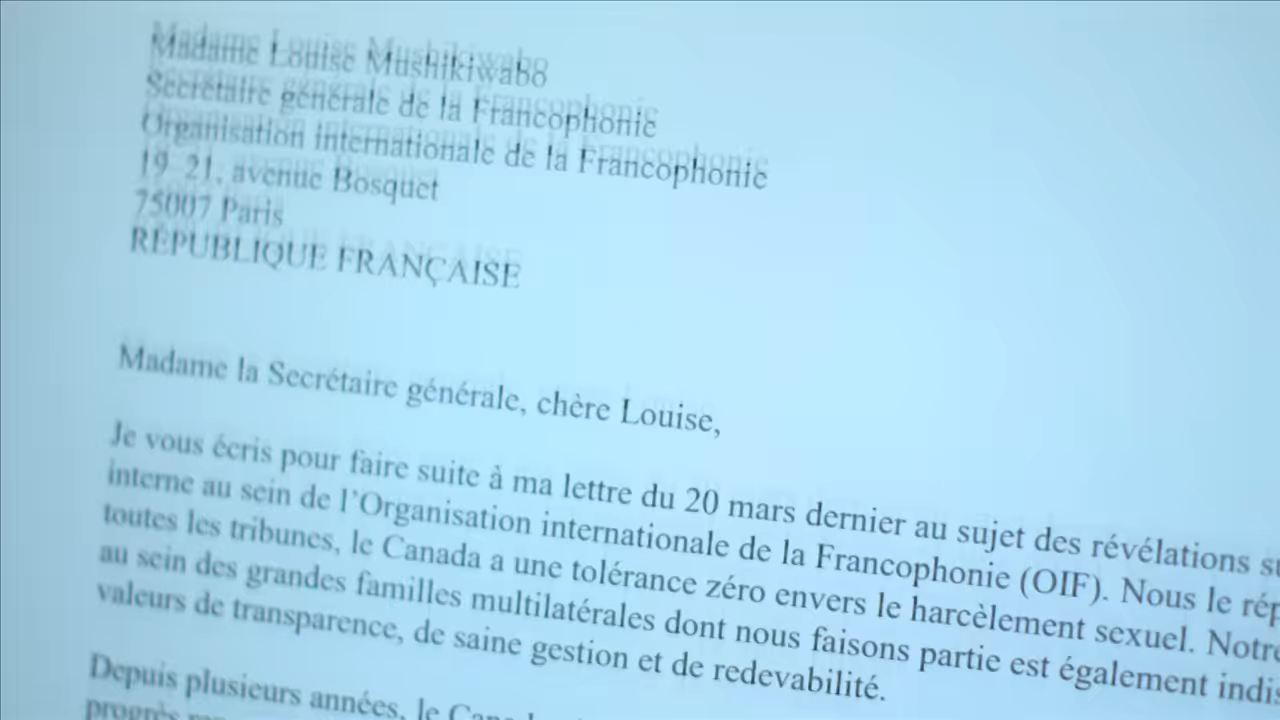 Madame Louise Mushikiwabo
Secrétaire générale de la Francophonie
Organisation internationale de la Francophonie
19-21, avenue Bosquet
75007 Paris
RÉPUBLIQUE FRANÇAISE
Madame la Secrétaire générale, chère Louise,
Je vous écris pour faire suite à ma lettre du 20 mars dernier au sujet des révélations
interne au sein de l'Organisation internationale de la Francophonie (OIF). Nous le
toutes les tribunes, le Canada a une tolérance zéro envers le harcèlement sexuel. Notre
au sein des grandes familles multilatérales dont nous faisons partie est également
valeurs de transparence, de saine gestion et de redevabilité.
Depuis plusieurs années, le
progrès